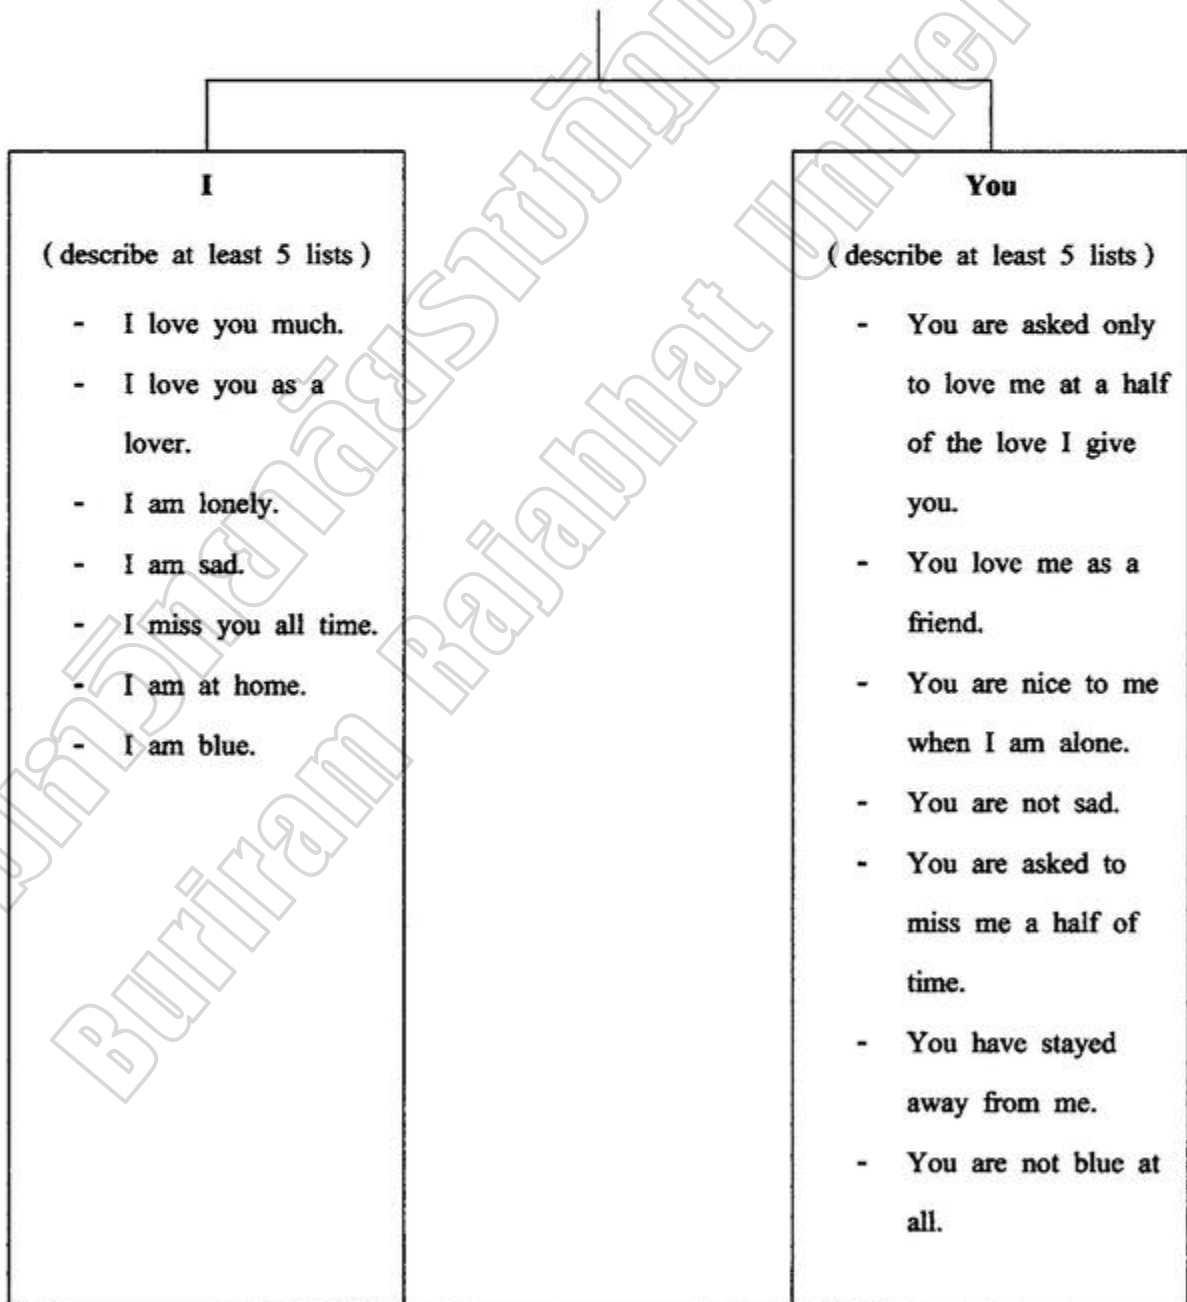 I
( describe at least 5 lists )
- I love you much.
- I love you as a
lover.
- I am lonely.
- I am sad.
- I miss you all time.
- I am at home.
- I am blue.
You
( describe at least 5 lists )
- You are asked only
to love me at a half
of the love I give
you.
- You love me as a
friend.
- You are nice to me
when I am alone.
- You are not sad.
- You are asked to
miss me a half of
time.
- You have stayed
away from me.
- You are not blue at
all.
Buriram Rajabhat